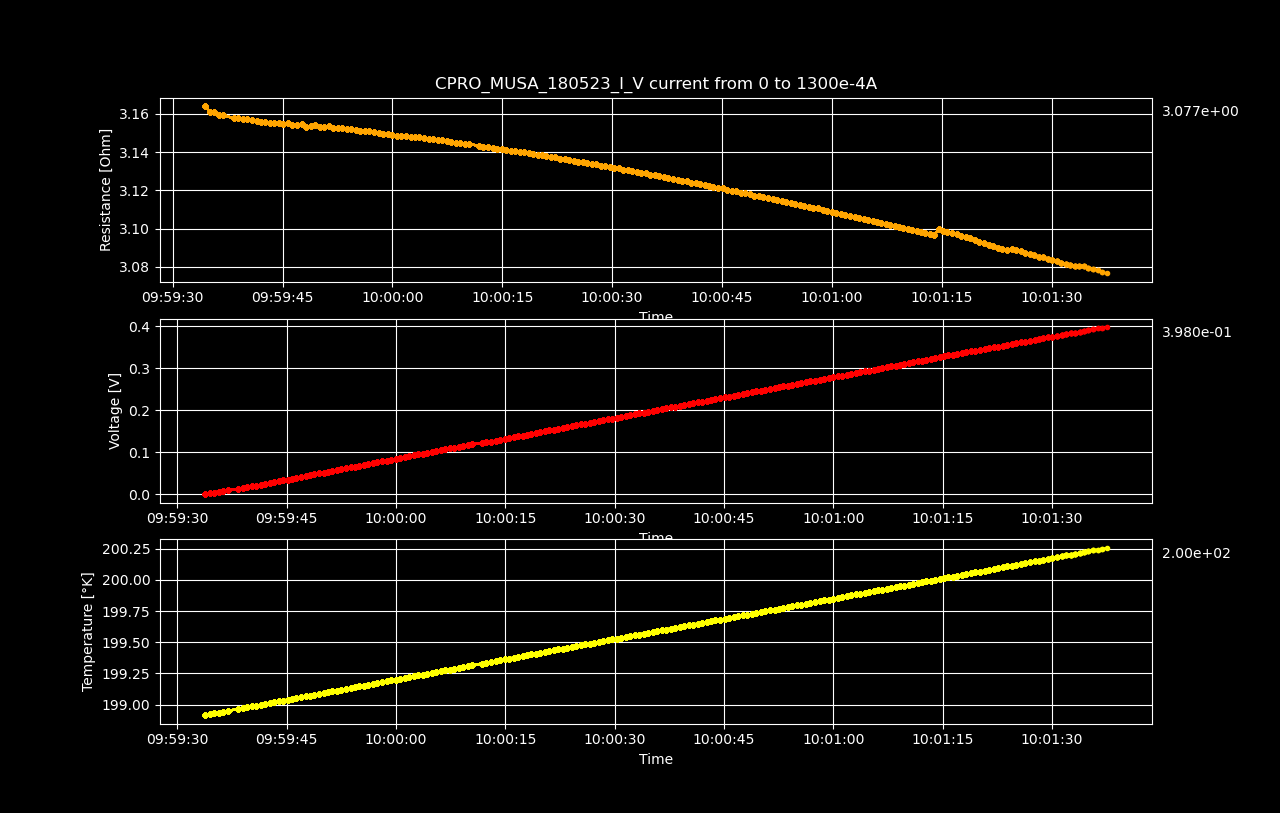 CPRO_MUSA_180523_I_V current from 0 to 1300e-4A
3.077e+00
Resistance [Ohm]
3.16
3.14
3.12
3.10
3.08
09:59:30 09:59:45 10:00:00 10:00:15 10:00:30 10:00:45 10:01:00 10:01:15 10:01:30
Time
3.980e-01
Voltage [V]
0.4
0.3
0.2
0.1
0.0
09:59:30 09:59:45 10:00:00 10:00:15 10:00:30 10:00:45 10:01:00 10:01:15 10:01:30
Time
2.00e+02
Temperature [°K]
200.25
200.00
199.75
199.50
199.25
199.00
09:59:30 09:59:45 10:00:00 10:00:15 10:00:30 10:00:45 10:01:00 10:01:15 10:01:30
Time